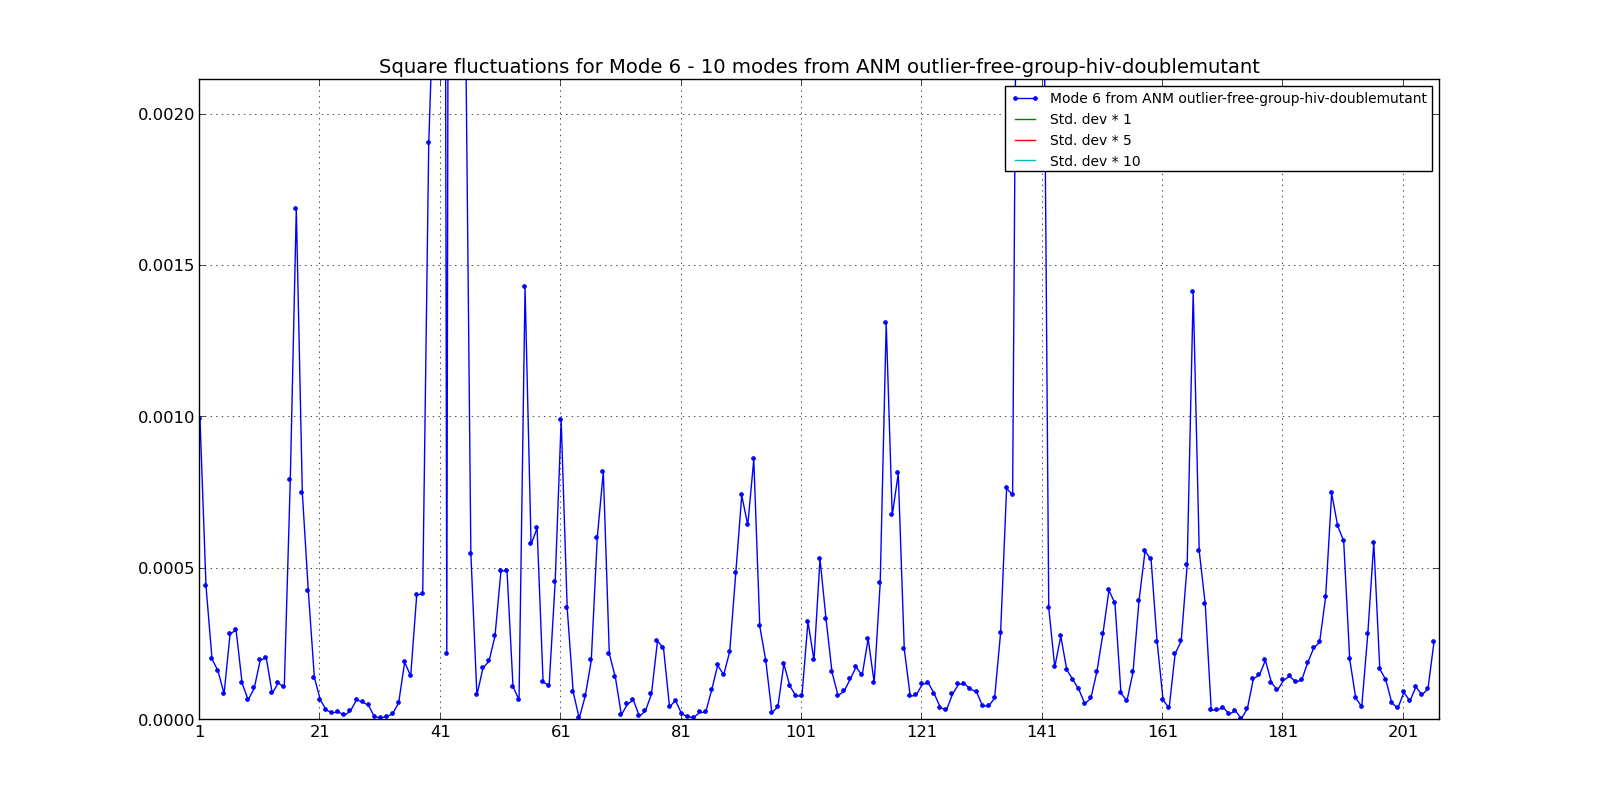 Square fluctuations for Mode 6 - 10 modes from ANM outlier-free-group-hiv-doublemutant
Mode 6 from ANM outlier-free-group-hiv-doublemutant
Std. dev * 1
Std. dev * 5
Std. dev * 10
0.0020
0.0015
0.0010
0.0005
0.0000
1 21 41 61 81 101 121 141 161 181 201